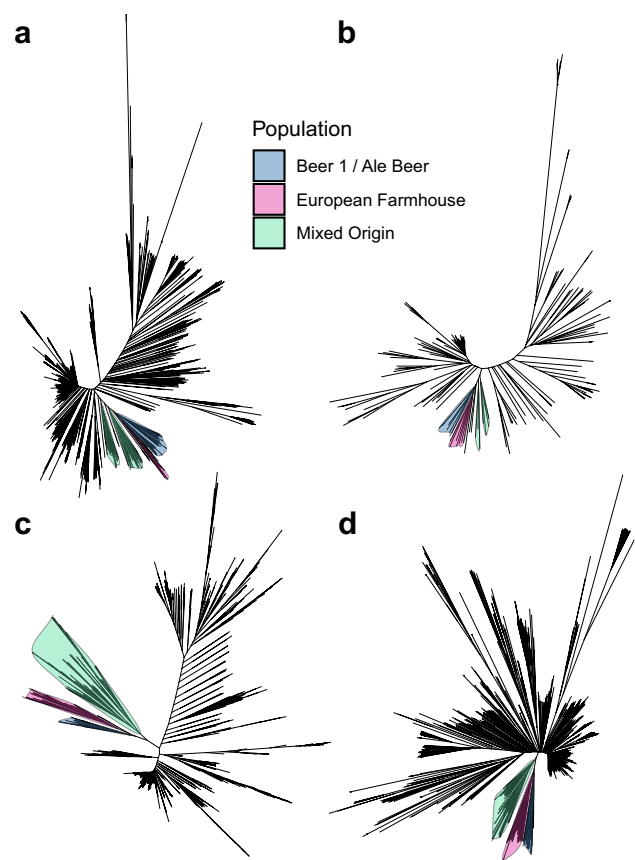 a
b
Population
Beer 1 / Ale Beer
European Farmhouse
Mixed Origin
c
d